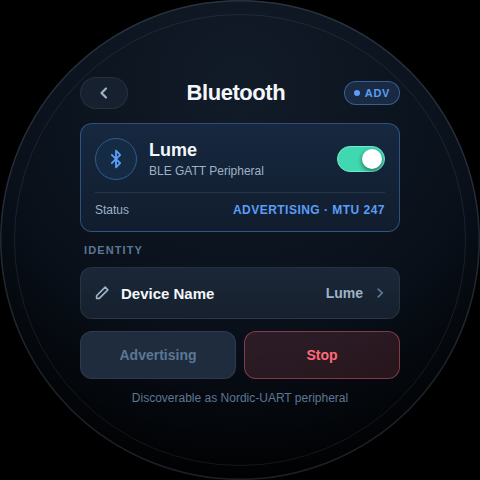 Bluetooth
ADV
Lume
BLE GATT Peripheral
Status
ADVERTISING · MTU 247
IDENTITY
Device Name
Lume
Advertising
Stop
Discoverable as Nordic-UART peripheral